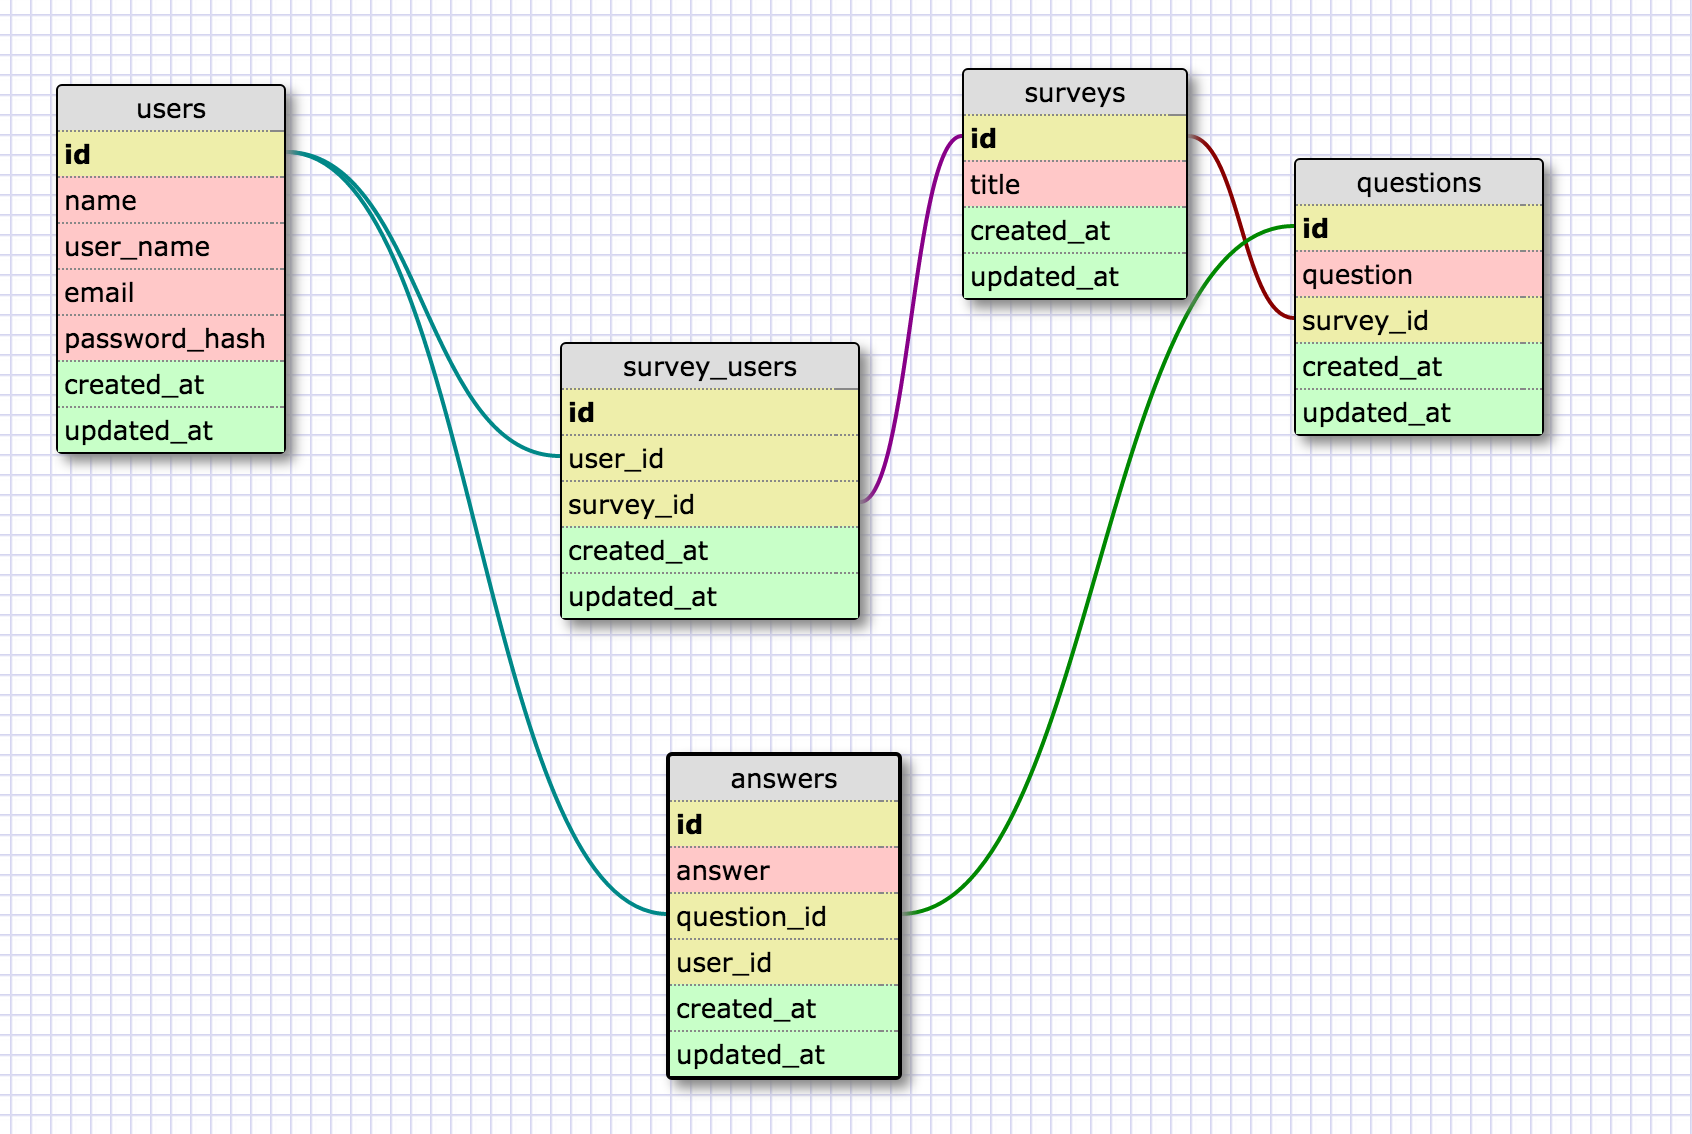 users
id
name
user_name
email
password_hash
created_at
updated_at
survey_users
id
user_id
survey_id
created_at
updated_at
surveys
id
title
created_at
updated_at
questions
id
question
survey_id
created_at
updated_at
answers
id
answer
question_id
user_id
created_at
updated_at